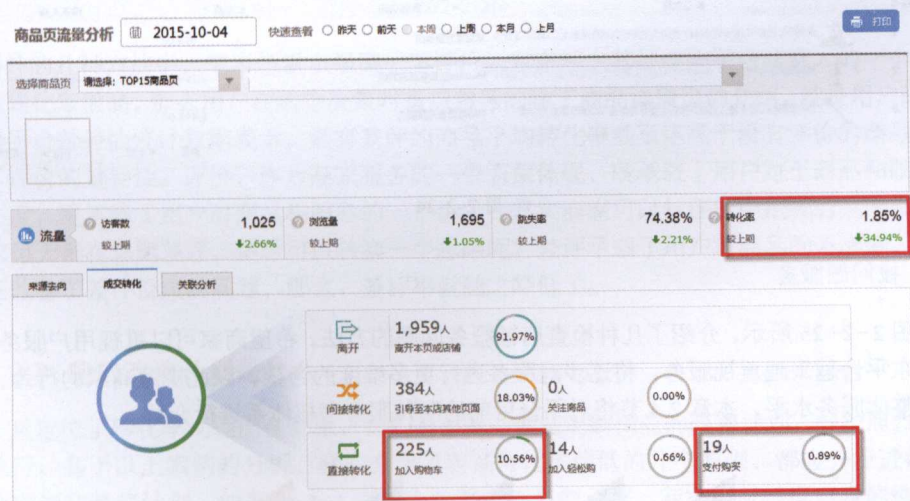 商品页流量分析 2015-10-04 快速查看 昨天 前天 本周 上周 本月 上月 打印
选择商品页 请选择: TOP15商品页
流量 访客数 1,025 浏览量 1,695 跳失率 74.38% 转化率 1.85%
较上期 2.66% 较上期 1.05% 较上期 2.21% 较上期 34.94%
来源去向 成交转化 关联分析
离开 1,959人 离开本页或店铺 91.97%
间接转化 384人 引导至本店其他页面 18.03% 0人 关注商品 0.00%
直接转化 225人 加入购物车 10.56% 14人 加入轻松购 0.66% 19人 支付购买 0.89%